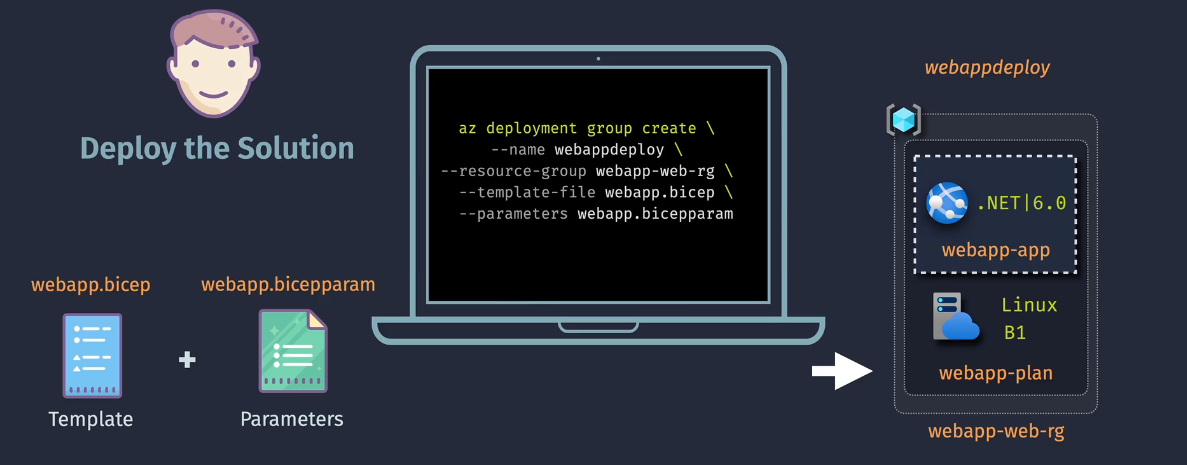 Deploy the Solution
webapp.bicep
webapp.bicepparam
+
Template
Parameters
az deployment group create \
--name webappdeploy \
--resource-group webapp-web-rg \
--template-file webapp.bicep \
--parameters webapp.bicepparam
webappdeploy
.NET|6.0
webapp-app
Linux
B1
webapp-plan
webapp-web-rg